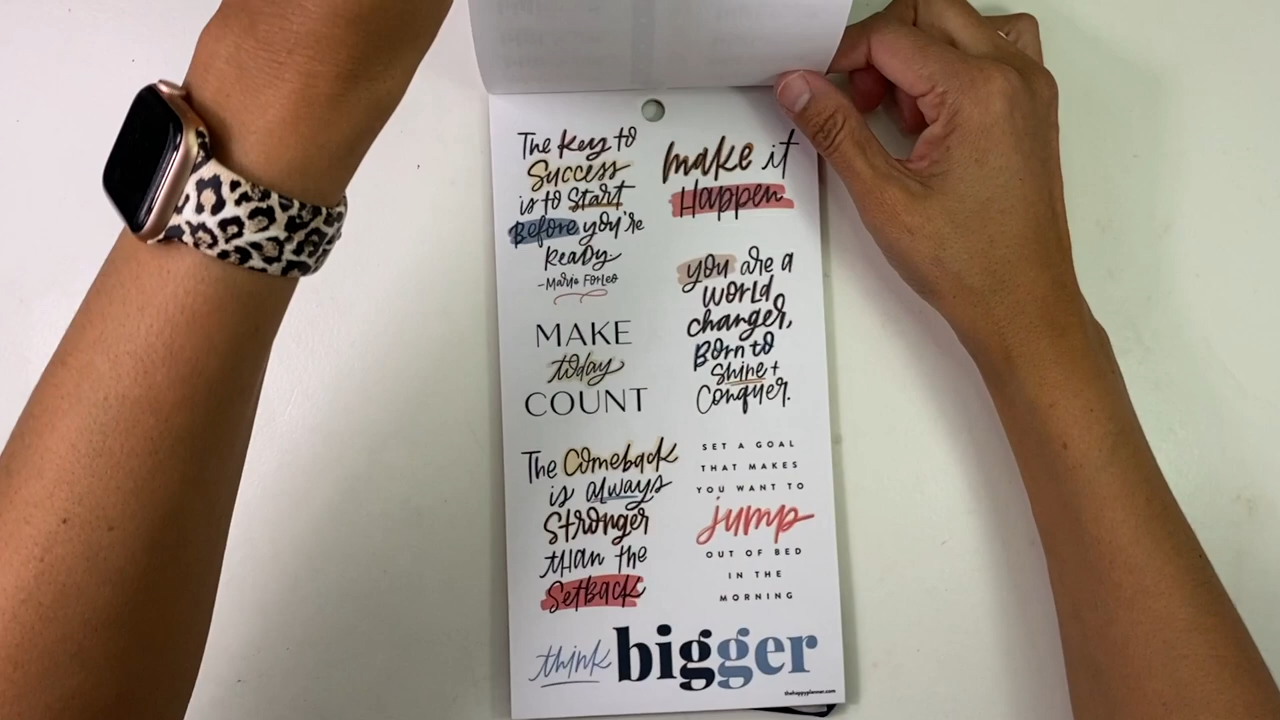 The Key to
Success
is to Start
Before you're
Ready.
-Marie Forleo
make it
Happen
MAKE
today
COUNT
you are a
world
changer,
Born to
Shine +
Conquer.
The Comeback
is always
Stronger
than the
Setback
SET A GOAL
THAT MAKES
YOU WANT TO
jump
OUT OF BED
IN THE
MORNING
think bigger
thehappyplanner.com